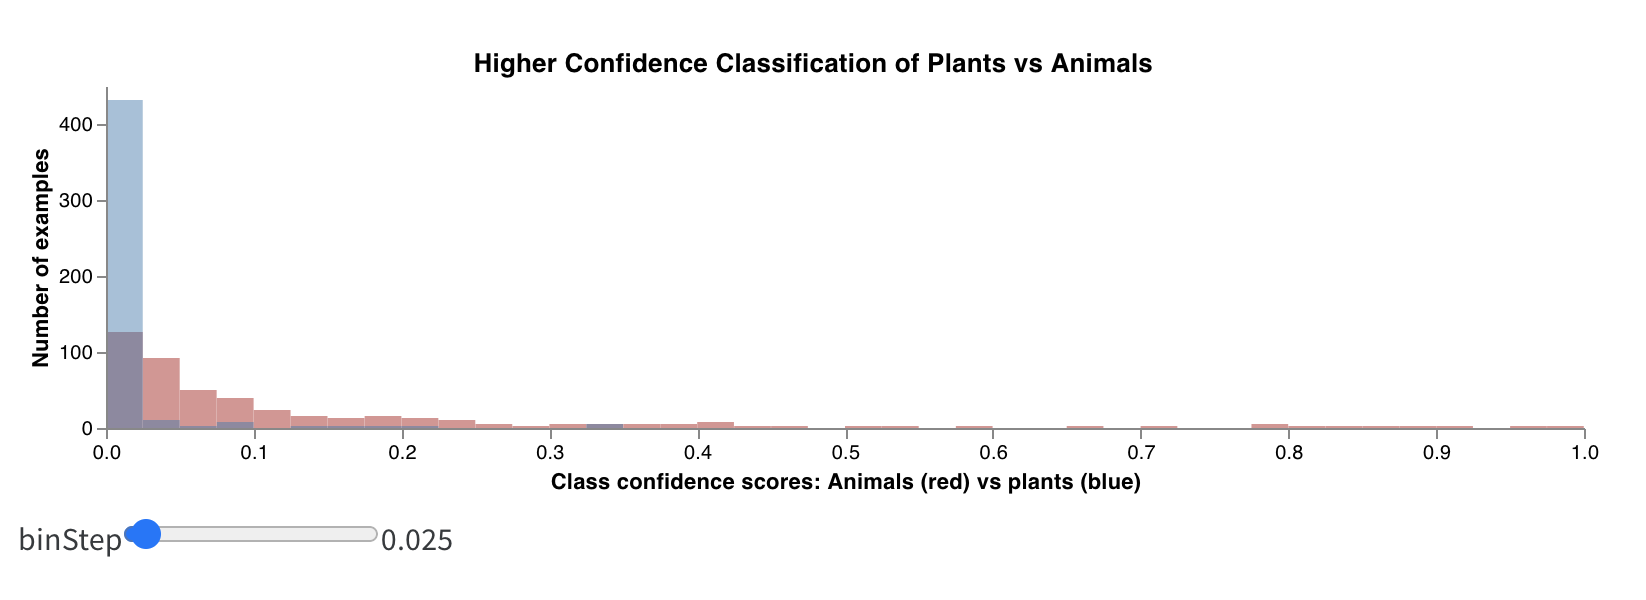 Higher Confidence Classification of Plants vs Animals
Number of examples
400
300
200
100
0
0.0 0.1 0.2 0.3 0.4 0.5 0.6 0.7 0.8 0.9 1.0
Class confidence scores: Animals (red) vs plants (blue)
binStep 0.025